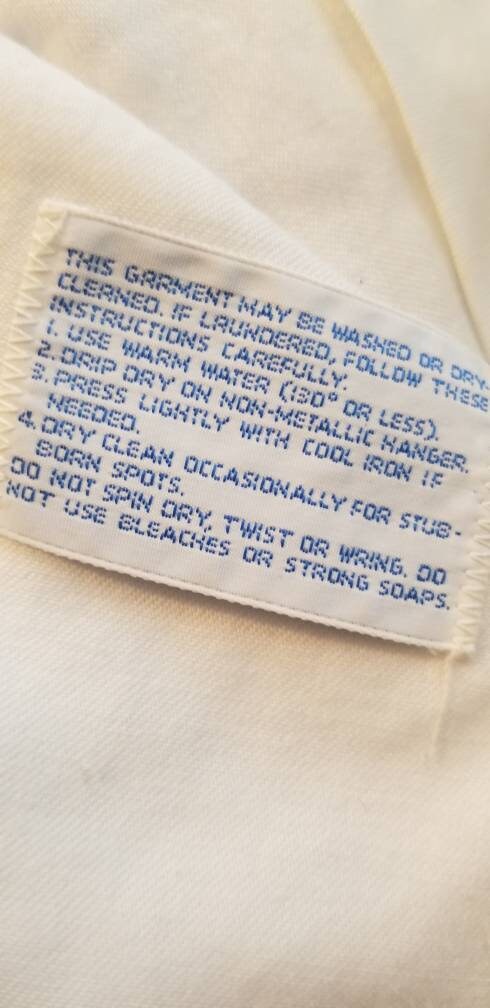 THIS GARMENT MAY BE WASHED OR DRY-
CLEANED. IF LAUNDERED, FOLLOW THESE
INSTRUCTIONS CAREFULLY.
1. USE WARM WATER (130° OR LESS).
2. DRIP DRY ON NON-METALLIC HANGER.
3. PRESS LIGHTLY WITH COOL IRON IF
NEEDED.
4. DRY CLEAN OCCASIONALLY FOR STUB-
BORN SPOTS.
DO NOT SPIN DRY, TWIST OR WRING. DO
NOT USE BLEACHES OR STRONG SOAPS.